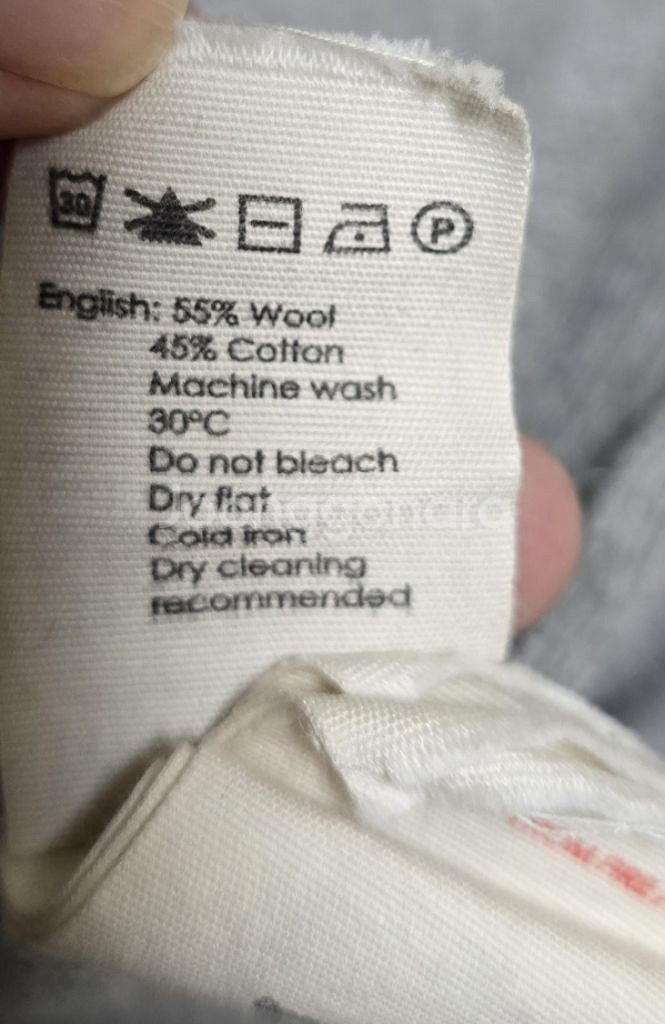 30 P
English: 55% Wool
45% Cotton
Machine wash
30°C
Do not bleach
Dry flat
Cold iron
Dry cleaning
recommended